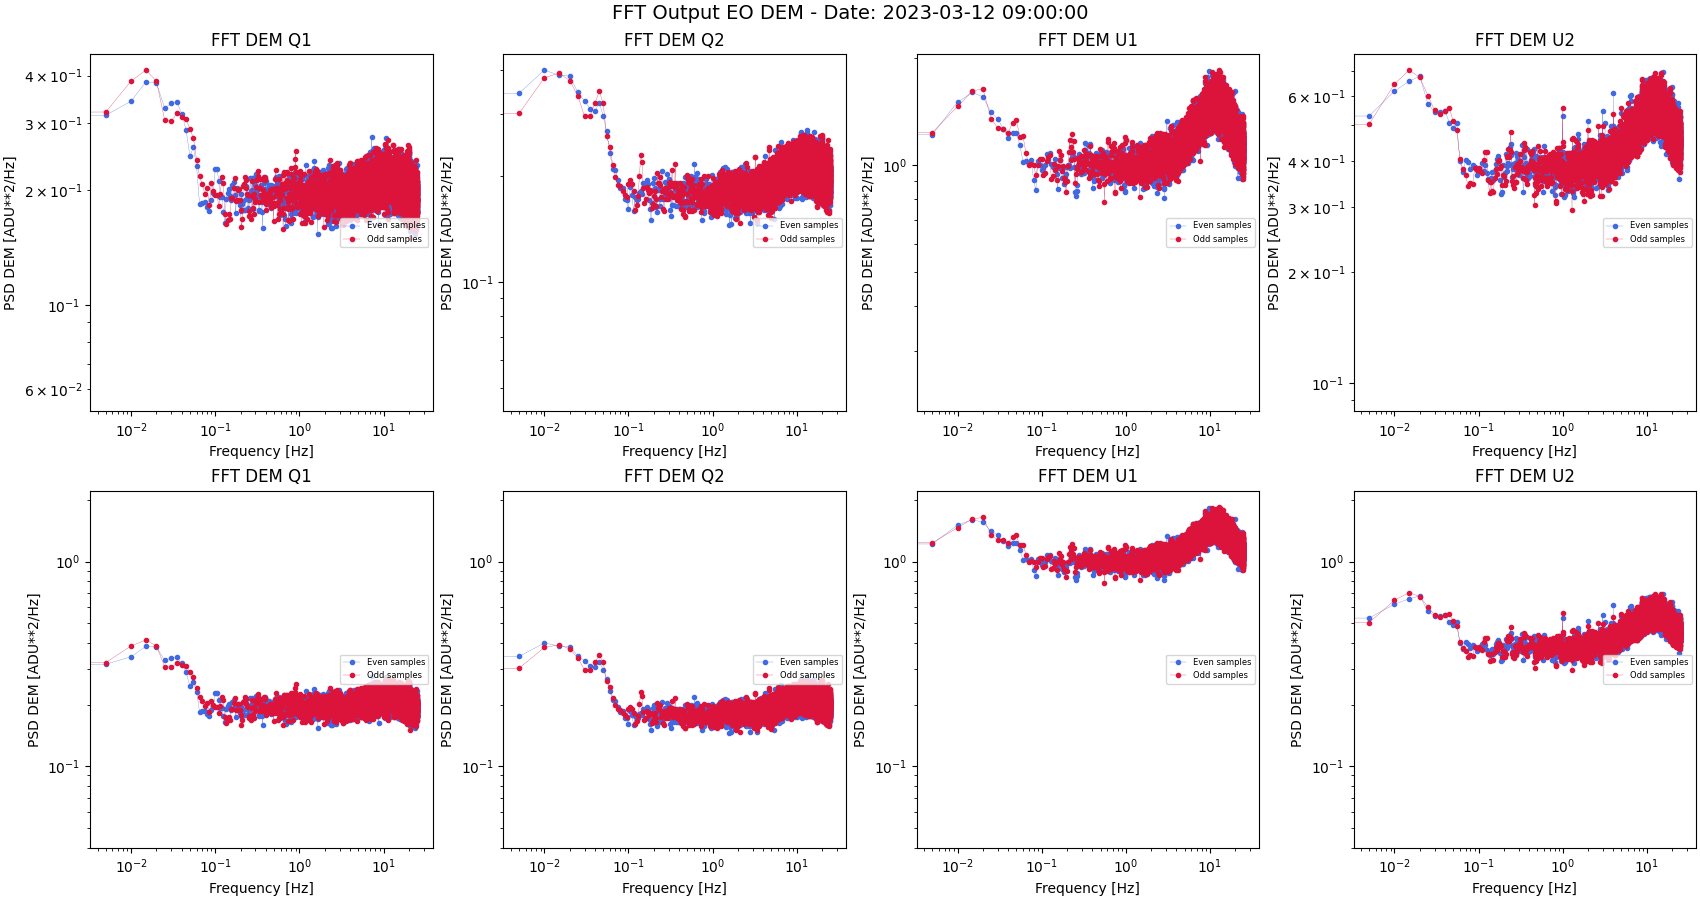 FFT Output EO DEM - Date: 2023-03-12 09:00:00
FFT DEM Q1
PSD DEM [ADU**2/Hz]
4 × 10⁻¹
3 × 10⁻¹
2 × 10⁻¹
10⁻¹
6 × 10⁻²
Even samples
Odd samples
10⁻² 10⁻¹ 10⁰ 10¹
Frequency [Hz]
FFT DEM Q2
PSD DEM [ADU**2/Hz]
10⁻¹
Even samples
Odd samples
10⁻² 10⁻¹ 10⁰ 10¹
Frequency [Hz]
FFT DEM U1
PSD DEM [ADU**2/Hz]
10⁰
Even samples
Odd samples
10⁻² 10⁻¹ 10⁰ 10¹
Frequency [Hz]
FFT DEM U2
PSD DEM [ADU**2/Hz]
6 × 10⁻¹
4 × 10⁻¹
3 × 10⁻¹
2 × 10⁻¹
10⁻¹
Even samples
Odd samples
10⁻² 10⁻¹ 10⁰ 10¹
Frequency [Hz]
FFT DEM Q1
PSD DEM [ADU**2/Hz]
10⁰
10⁻¹
Even samples
Odd samples
10⁻² 10⁻¹ 10⁰ 10¹
Frequency [Hz]
FFT DEM Q2
PSD DEM [ADU**2/Hz]
10⁰
10⁻¹
Even samples
Odd samples
10⁻² 10⁻¹ 10⁰ 10¹
Frequency [Hz]
FFT DEM U1
PSD DEM [ADU**2/Hz]
10⁰
10⁻¹
Even samples
Odd samples
10⁻² 10⁻¹ 10⁰ 10¹
Frequency [Hz]
FFT DEM U2
PSD DEM [ADU**2/Hz]
10⁰
10⁻¹
Even samples
Odd samples
10⁻² 10⁻¹ 10⁰ 10¹
Frequency [Hz]